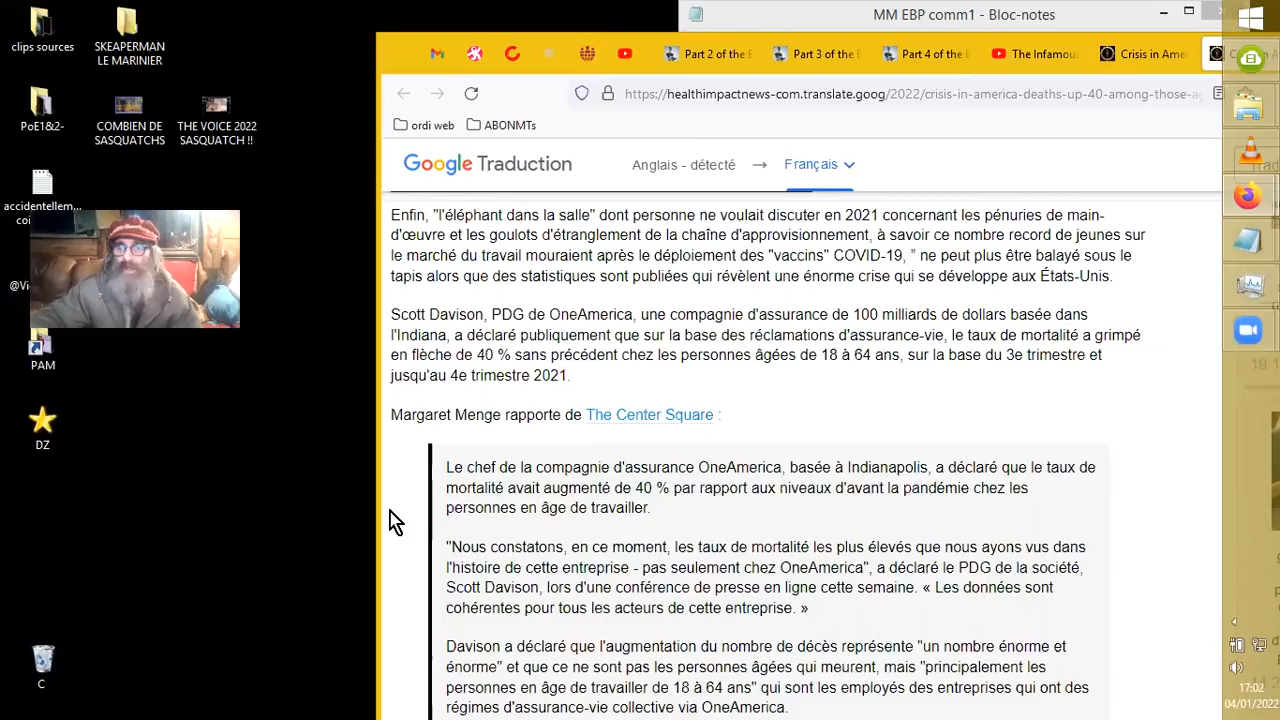 clips sources
SKEAPERMAN
LE MARINIER
PoE1&2-
COMBIEN DE
SASQUATCHS
THE VOICE 2022
SASQUATCH !!
accidentellem...
PAM
DZ
C
MM EBP comm1 - Bloc-notes
Part 2 of the E
Part 3 of the E
Part 4 of the E
The Infamou
Crisis in Ame
https://healthimpactnews-com.translate.goog/2022/crisis-in-america-deaths-up-40-among-those-ag
ordi web
ABONMTs
Google Traduction
Anglais - détecté → Français
Enfin, "l'éléphant dans la salle" dont personne ne voulait discuter en 2021 concernant les pénuries de main-
d'œuvre et les goulots d'étranglement de la chaîne d'approvisionnement, à savoir ce nombre record de jeunes sur
le marché du travail mouraient après le déploiement des "vaccins" COVID-19, ” ne peut plus être balayé sous le
tapis alors que des statistiques sont publiées qui révèlent une énorme crise qui se développe aux États-Unis.
Scott Davison, PDG de OneAmerica, une compagnie d'assurance de 100 milliards de dollars basée dans
l'Indiana, a déclaré publiquement que sur la base des réclamations d'assurance-vie, le taux de mortalité a grimpé
en flèche de 40 % sans précédent chez les personnes âgées de 18 à 64 ans, sur la base du 3e trimestre et
jusqu'au 4e trimestre 2021.
Margaret Menge rapporte de The Center Square :
Le chef de la compagnie d'assurance OneAmerica, basée à Indianapolis, a déclaré que le taux de
mortalité avait augmenté de 40 % par rapport aux niveaux d'avant la pandémie chez les
personnes en âge de travailler.
"Nous constatons, en ce moment, les taux de mortalité les plus élevés que nous ayons vus dans
l'histoire de cette entreprise - pas seulement chez OneAmerica", a déclaré le PDG de la société,
Scott Davison, lors d'une conférence de presse en ligne cette semaine. « Les données sont
cohérentes pour tous les acteurs de cette entreprise. »
Davison a déclaré que l'augmentation du nombre de décès représente "un nombre énorme et
énorme" et que ce ne sont pas les personnes âgées qui meurent, mais "principalement les
personnes en âge de travailler de 18 à 64 ans" qui sont les employés des entreprises qui ont des
régimes d'assurance-vie collective via OneAmerica.
17:02
04/01/2022